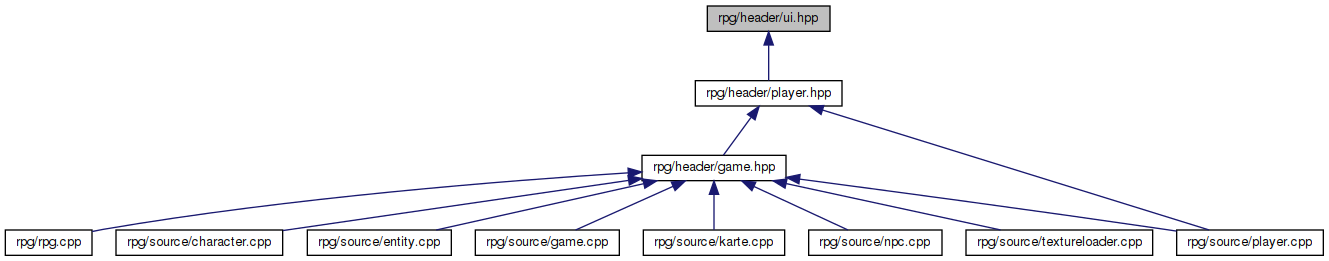 rpg/header/ui.hpp
rpg/header/player.hpp
rpg/header/game.hpp
rpg/rpg.cpp
rpg/source/character.cpp
rpg/source/entity.cpp
rpg/source/game.cpp
rpg/source/karte.cpp
rpg/source/npc.cpp
rpg/source/textureloader.cpp
rpg/source/player.cpp